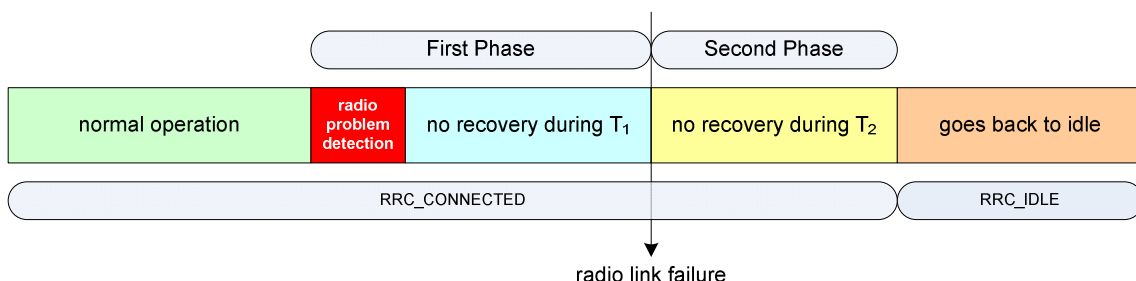 First Phase
Second Phase
normal operation
radio
problem
detection
no recovery during T₁
no recovery during T₂
goes back to idle
RRC_CONNECTED
RRC_IDLE
radio link failure